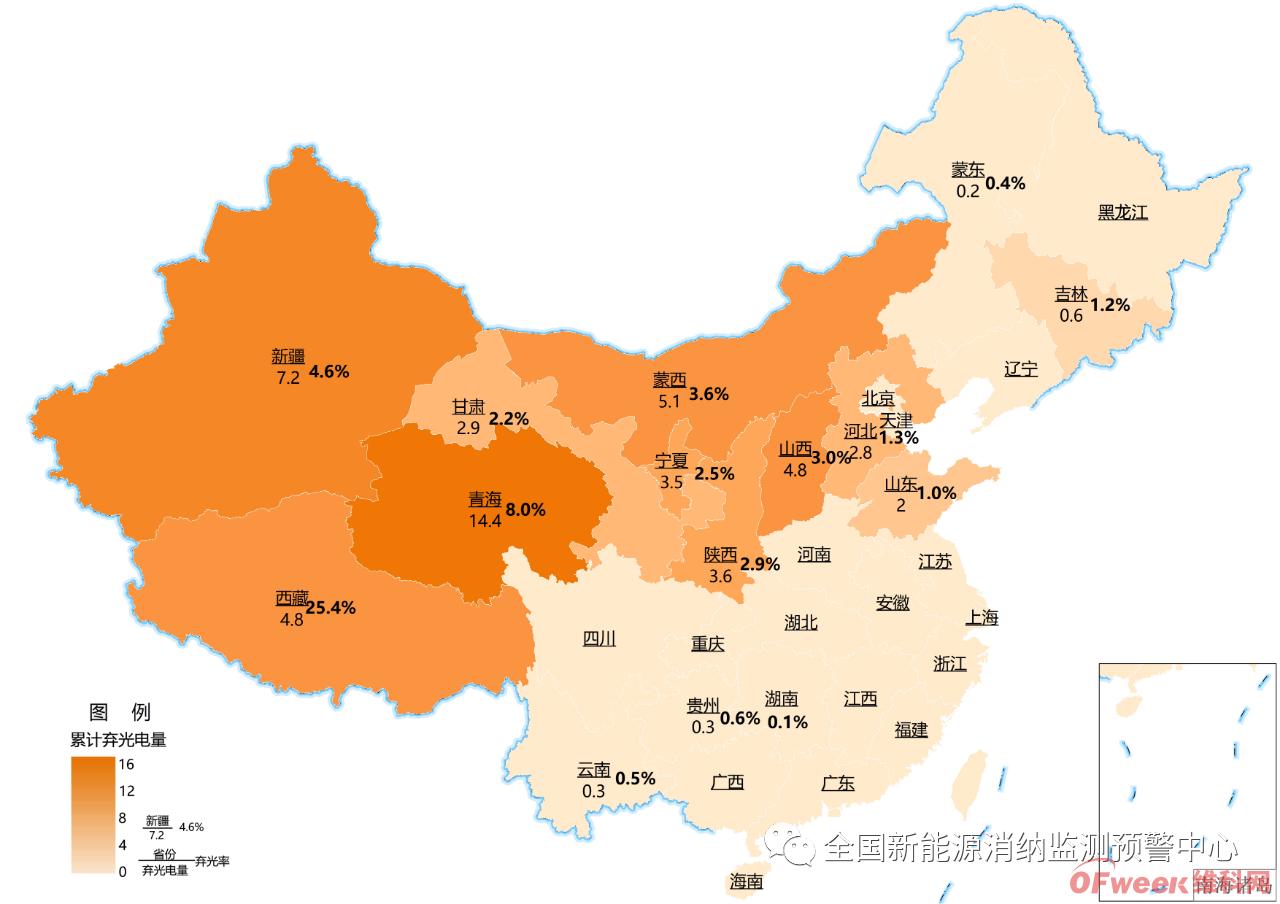 蒙东
0.2 0.4%
黑龙江
吉林
0.6 1.2%
辽宁
新疆
7.2 4.6%
蒙西
5.1 3.6%
甘肃
2.9 2.2%
北京
天津
1.3%
河北
2.8
山西
4.8 3.0%
宁夏
3.5 2.5%
山东
2 1.0%
青海
14.4 8.0%
陕西
3.6 2.9%
河南
江苏
西藏
4.8 25.4%
安徽
上海
湖北
四川
重庆
浙江
贵州
0.3 0.6%
湖南
0.1%
江西
福建
云南
0.3 0.5%
广西
广东
海南
图 例
累计弃光电量
16
12
8
4
0
新疆
7.2
4.6%
省份
弃光电量
弃光率
全国新能源消纳监测预警中心
OFweek维科网
南海诸岛